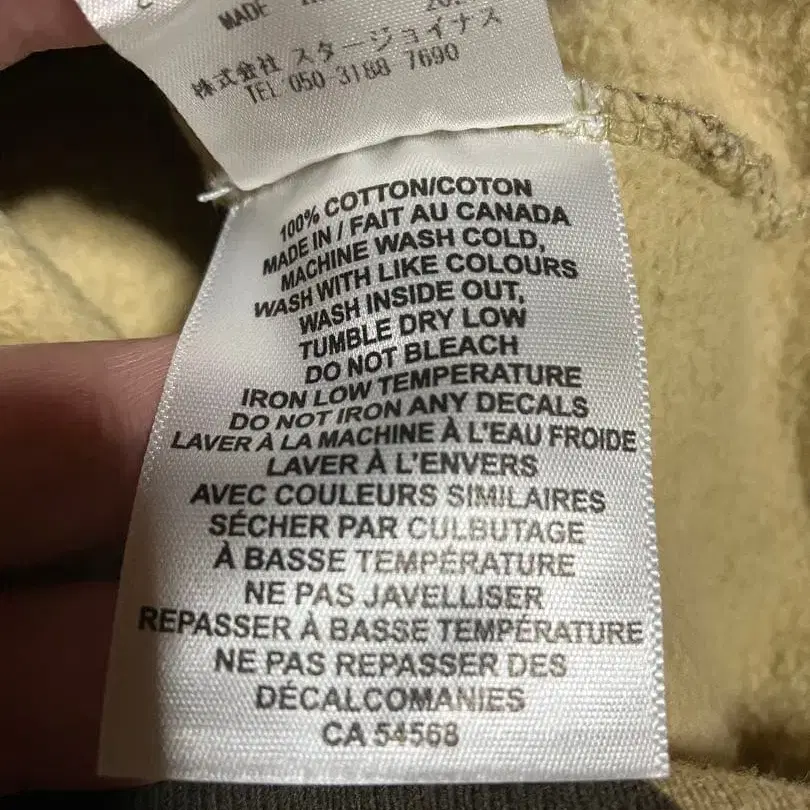 MADE
株式会社 スタージョイナス
TEL 050-3188 7690
100% COTTON/COTON
MADE IN / FAIT AU CANADA
MACHINE WASH COLD,
WASH WITH LIKE COLOURS
WASH INSIDE OUT,
TUMBLE DRY LOW
DO NOT BLEACH
IRON LOW TEMPERATURE
DO NOT IRON ANY DECALS
LAVER À LA MACHINE À L'EAU FROIDE
LAVER À L'ENVERS
AVEC COULEURS SIMILAIRES
SÉCHER PAR CULBUTAGE
À BASSE TEMPÉRATURE
NE PAS JAVELLISER
REPASSER À BASSE TEMPÉRATURE
NE PAS REPASSER DES
DÉCALCOMANIES
CA 54568